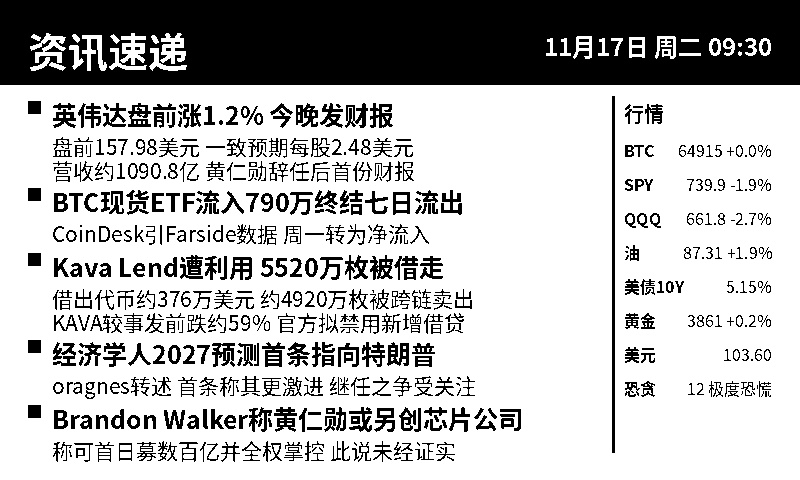 资讯速递
11月17日 周二 09:30
英伟达盘前涨1.2% 今晚发财报
盘前157.98美元 一致预期每股2.48美元
营收约1090.8亿 黄仁勋辞任后首份财报
BTC现货ETF流入790万终结七日流出
CoinDesk引Farside数据 周一转为净流入
Kava Lend遭利用 5520万枚被借走
借出代币约376万美元 约4920万枚被跨链卖出
KAVA较事发前跌约59% 官方拟禁用新增借贷
经济学人2027预测首条指向特朗普
oragnes转述 首条称其更激进 继任之争受关注
Brandon Walker称黄仁勋或另创芯片公司
称可首日募数百亿并全权掌控 此说未经证实
行情
BTC 64915 +0.0%
SPY 739.9 -1.9%
QQQ 661.8 -2.7%
油 87.31 +1.9%
美债10Y 5.15%
黄金 3861 +0.2%
美元 103.60
恐贪 12 极度恐慌